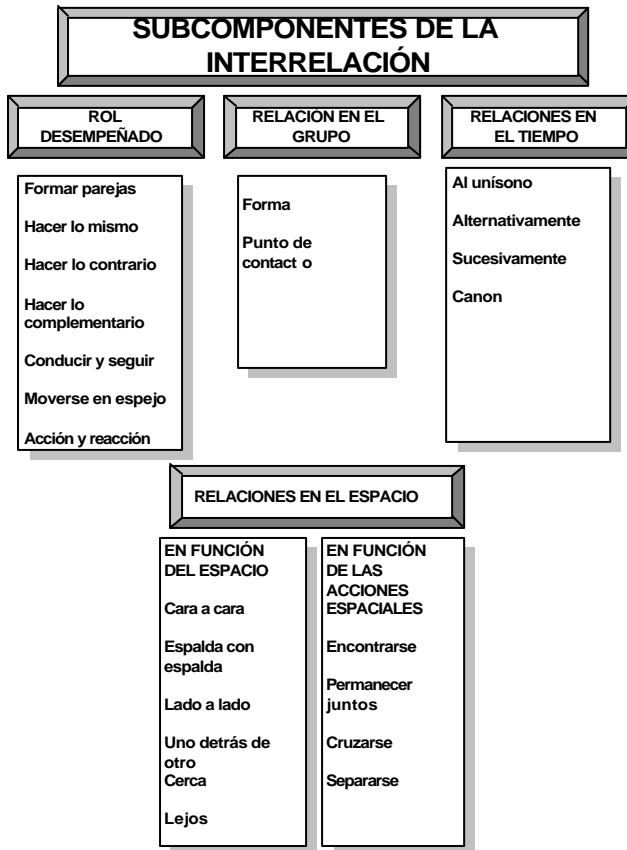 SUBCOMPONENTES DE LA
INTERRELACIÓN
ROL
DESEMPEÑADO
Formar parejas
Hacer lo mismo
Hacer lo contrario
Hacer lo
complementario
Conducir y seguir
Moverse en espejo
Acción y reacción
RELACIÓN EN EL
GRUPO
Forma
Punto de
contact o
RELACIONES EN
EL TIEMPO
Al unísono
Alternativamente
Sucesivamente
Canon
RELACIONES EN EL ESPACIO
EN FUNCIÓN
DEL ESPACIO
Cara a cara
Espalda con
espalda
Lado a lado
Uno detrás de
otro
Cerca
Lejos
EN FUNCIÓN
DE LAS
ACCIONES
ESPACIALES
Encontrarse
Permanecer
juntos
Cruzarse
Separarse